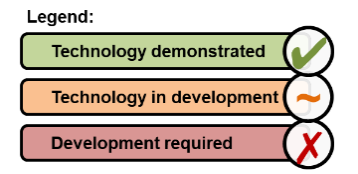 Legend:
Technology demonstrated ✓
Technology in development ~
Development required ✗